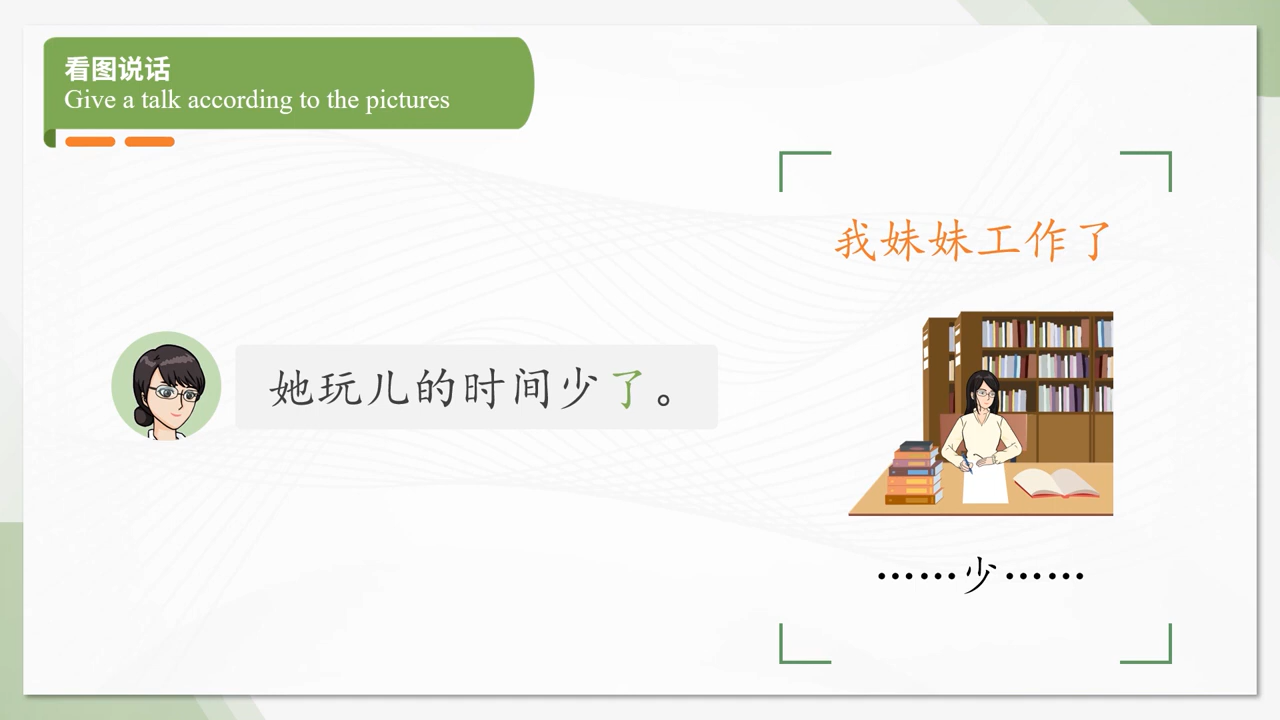 看图说话
Give a talk according to the pictures
我妹妹工作了
她玩儿的时间少了。
……少……